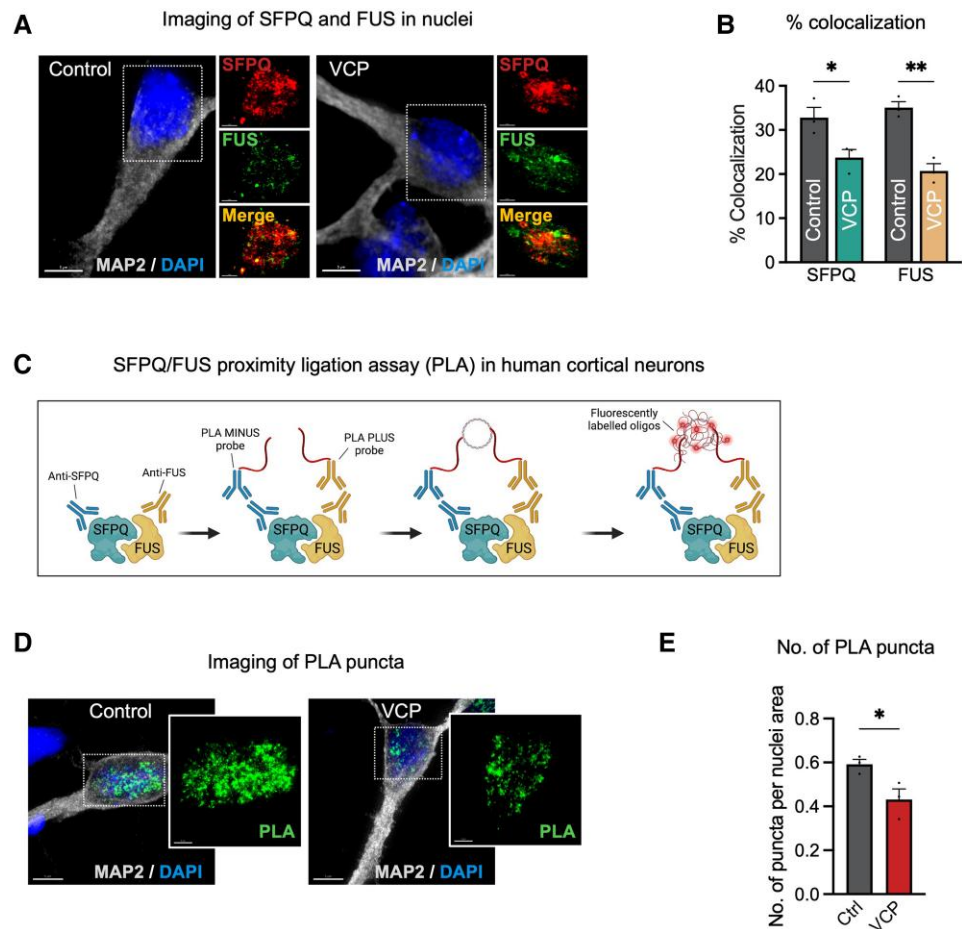 A
Imaging of SFPQ and FUS in nuclei
Control
SFPQ
FUS
Merge
MAP2 / DAPI
VCP
SFPQ
FUS
Merge
MAP2 / DAPI
B
% colocalization
*
**
% Colocalization
40
30
20
10
0
Control
VCP
Control
VCP
SFPQ
FUS
C
SFPQ/FUS proximity ligation assay (PLA) in human cortical neurons
Anti-SFPQ
Anti-FUS
SFPQ
FUS
PLA MINUS
probe
PLA PLUS
probe
SFPQ
FUS
SFPQ
FUS
Fluorescently
labelled oligos
SFPQ
FUS
D
Imaging of PLA puncta
Control
PLA
MAP2 / DAPI
VCP
PLA
MAP2 / DAPI
E
No. of PLA puncta
*
No. of puncta per nuclei area
0.8
0.6
0.4
0.2
0.0
Ctrl
VCP